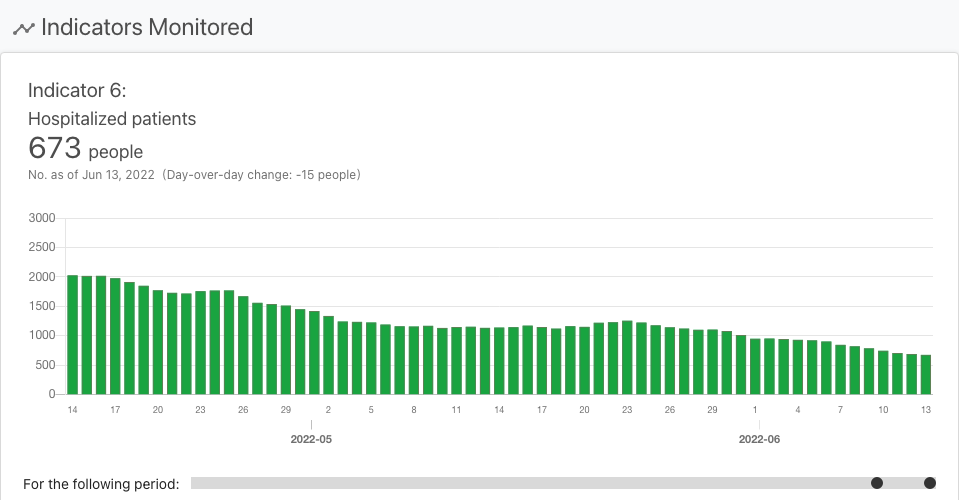 Indicators Monitored
Indicator 6:
Hospitalized patients
673 people
No. as of Jun 13, 2022 (Day-over-day change: -15 people)
3000
2500
2000
1500
1000
500
0
14 17 20 23 26 29 2 5 8 11 14 17 20 23 26 29 1 4 7 10 13
2022-05 2022-06
For the following period: